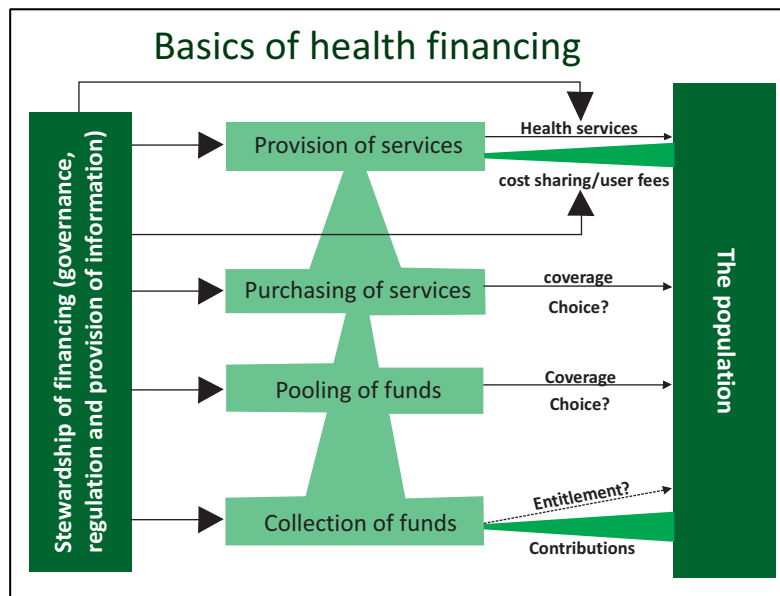 Basics of health financing
Stewardship of financing (governance,
regulation and provision of information)
Provision of services
Health services
cost sharing/user fees
Purchasing of services
coverage
Choice?
Pooling of funds
Coverage
Choice?
Collection of funds
Entitlement?
Contributions
The population